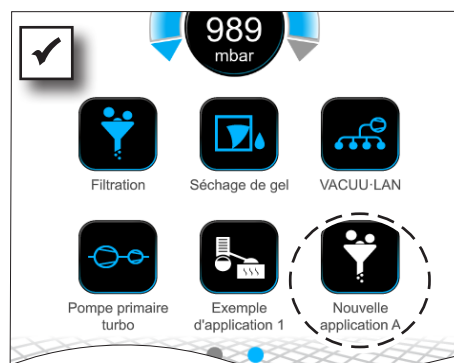 989
mbar
Filtration
Séchage de gel
VACUU·LAN
Pompe primaire
turbo
Exemple
d'application 1
Nouvelle
application A